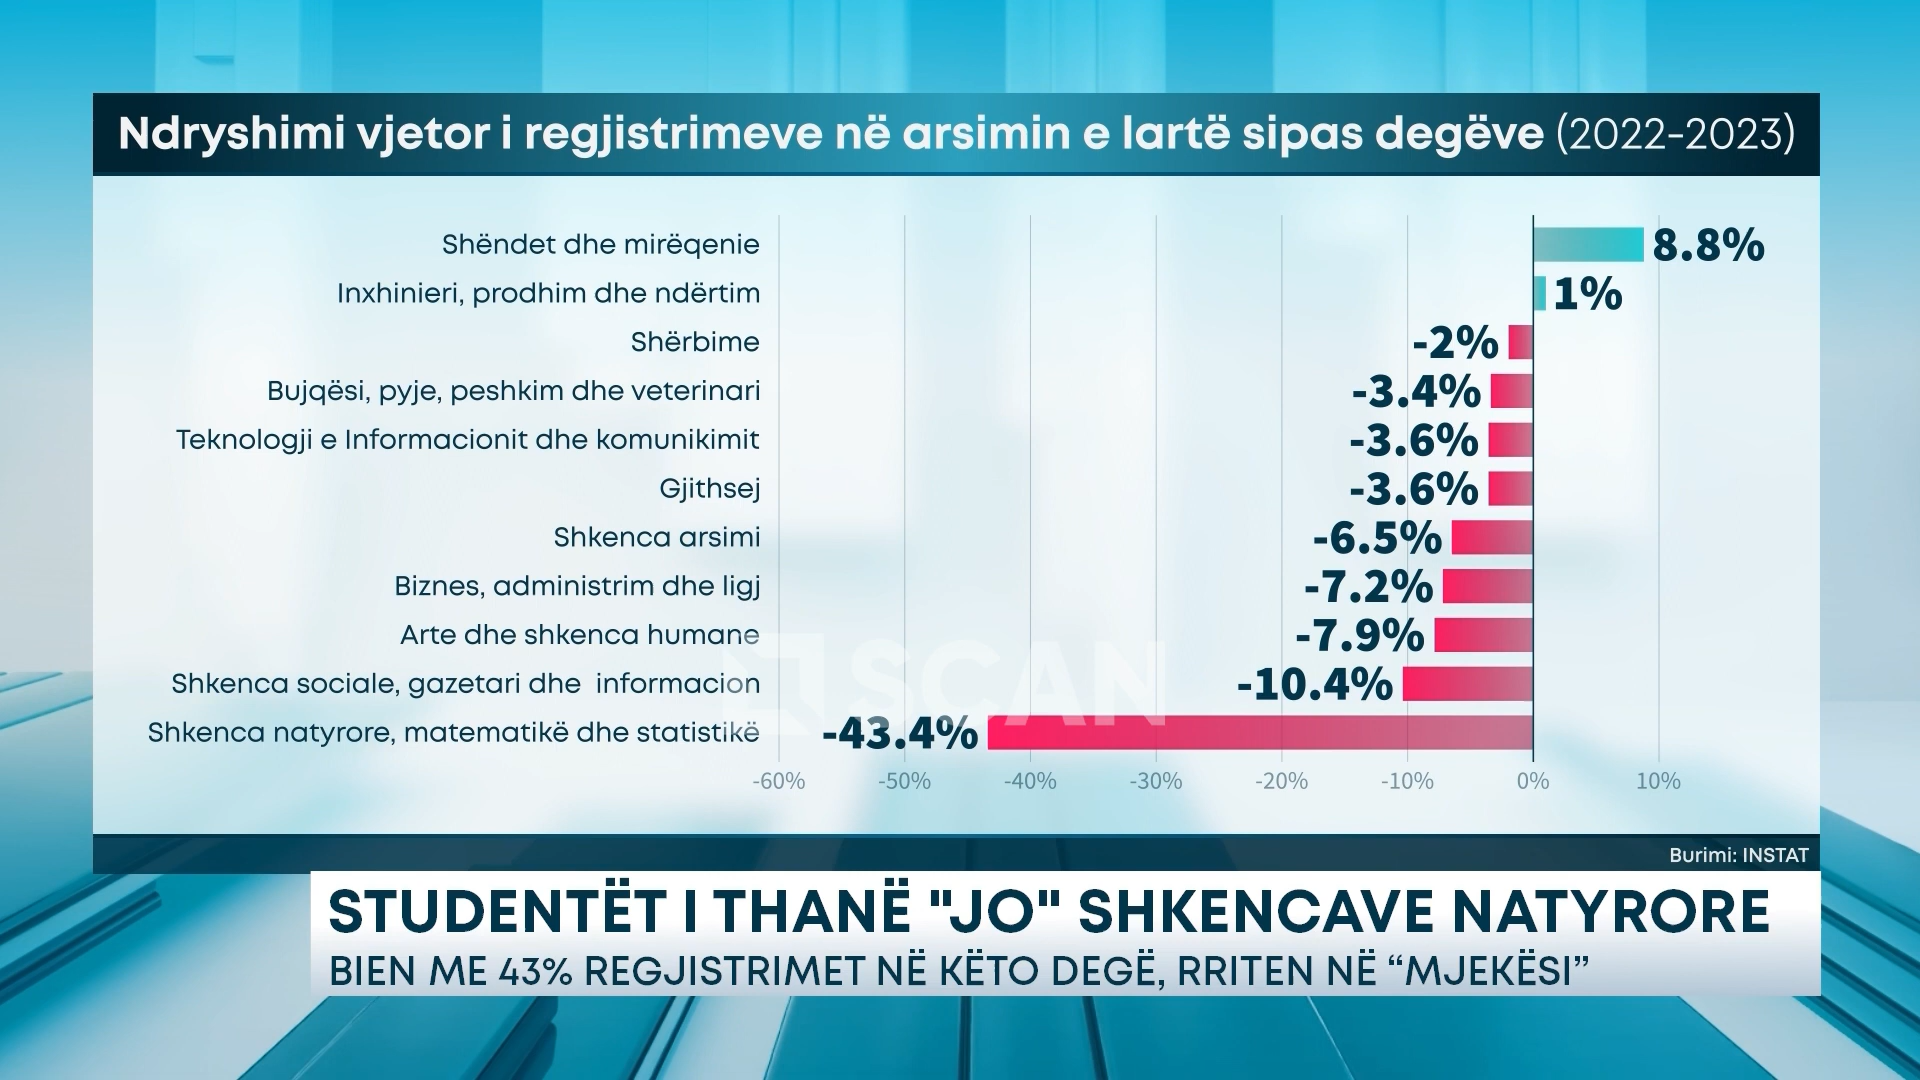 Ndryshimi vjetor i regjistrimeve në arsimin e lartë sipas degëve (2022-2023)
Shëndet dhe mirëqenie 8.8%
Inxhinieri, prodhim dhe ndërtim 1%
Shërbime -2%
Bujqësi, pyje, peshkim dhe veterinari -3.4%
Teknologji e Informacionit dhe komunikimit -3.6%
Gjithsej -3.6%
Shkenca arsimi -6.5%
Biznes, administrim dhe ligj -7.2%
Arte dhe shkenca humane -7.9%
SCAN
Shkenca sociale, gazetari dhe informacion -10.4%
Shkenca natyrore, matematikë dhe statistikë -43.4%
-60% -50% -40% -30% -20% -10% 0% 10%
Burimi: INSTAT
STUDENTËT I THANË "JO" SHKENCAVE NATYRORE
BIEN ME 43% REGJISTRIMET NË KËTO DEGË, RRITEN NË “MJEKËSI”